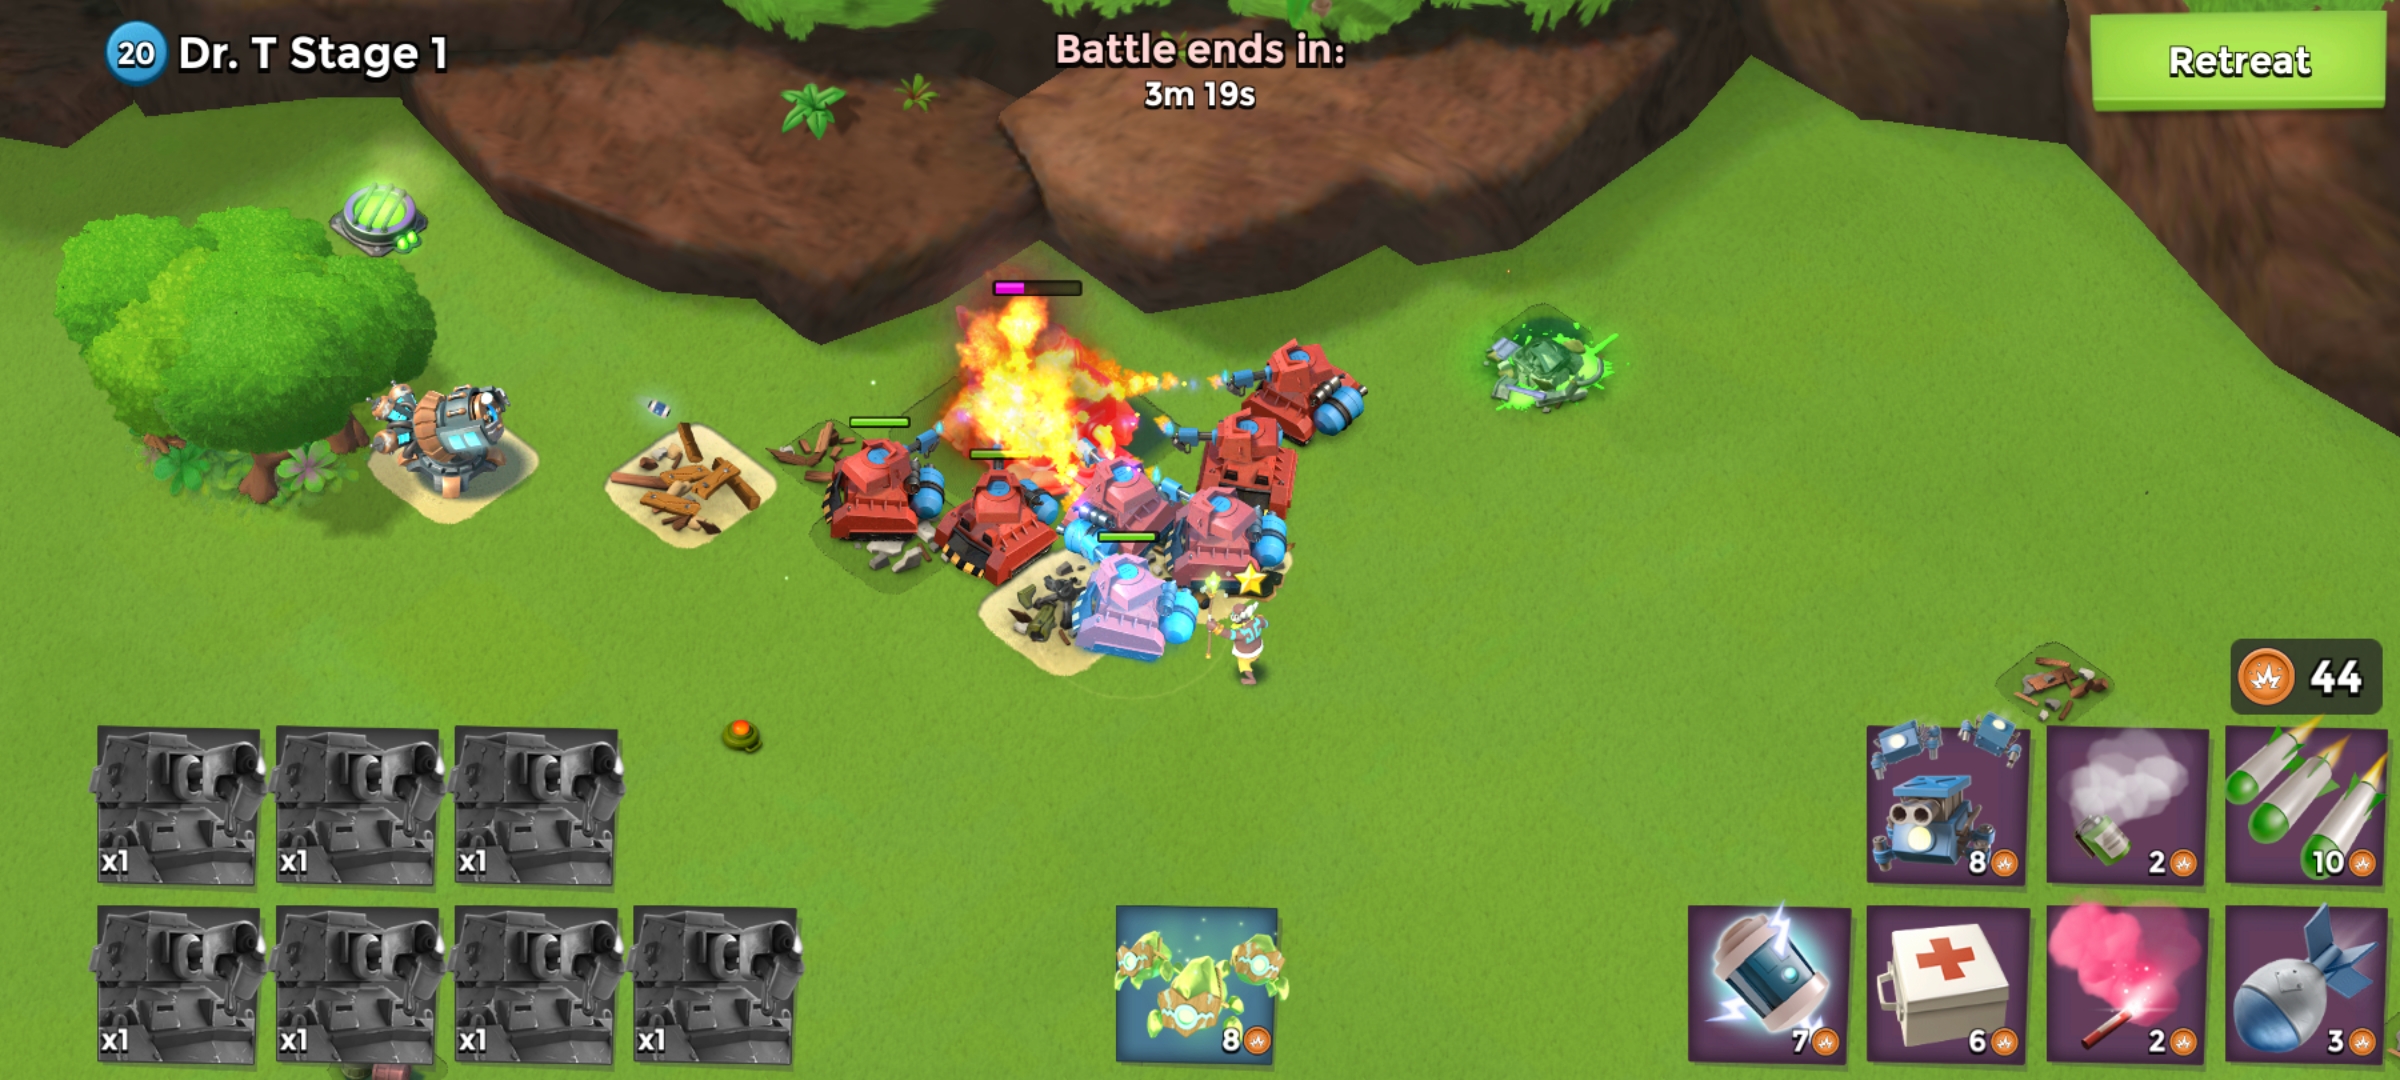 20 Dr. T Stage 1
Battle ends in:
3m 19s
Retreat
44
x1 x1 x1
8 2 10
x1 x1 x1 x1
8
7 6 2 3